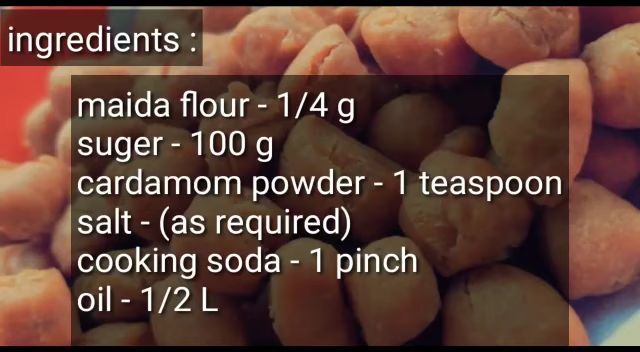 ingredients :
maida flour - 1/4 g
suger - 100 g
cardamom powder - 1 teaspoon
salt - (as required)
cooking soda - 1 pinch
oil - 1/2 L